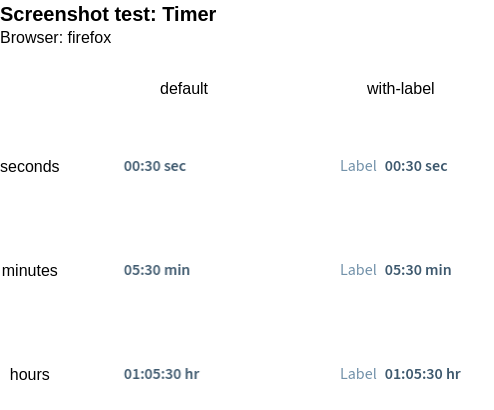 Screenshot test: Timer
Browser: firefox
default with-label
seconds 00:30 sec Label 00:30 sec
minutes 05:30 min Label 05:30 min
hours 01:05:30 hr Label 01:05:30 hr